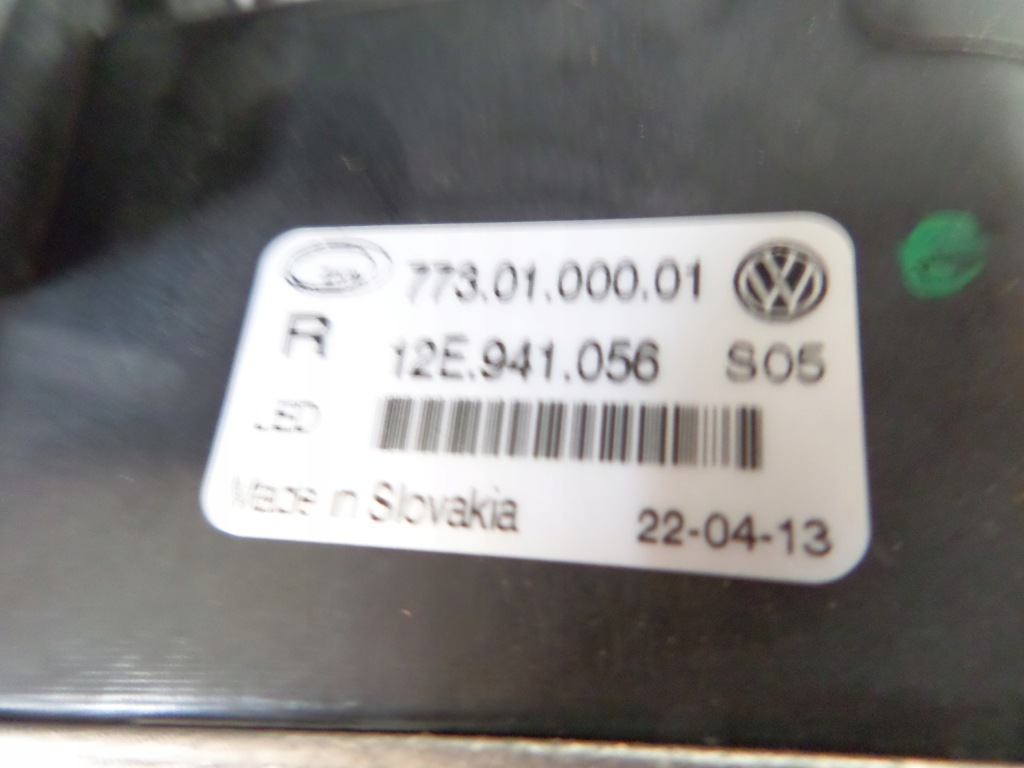 773.01.000.01
R 12E.941.056 S05
LED
Made in Slovakia 22-04-13